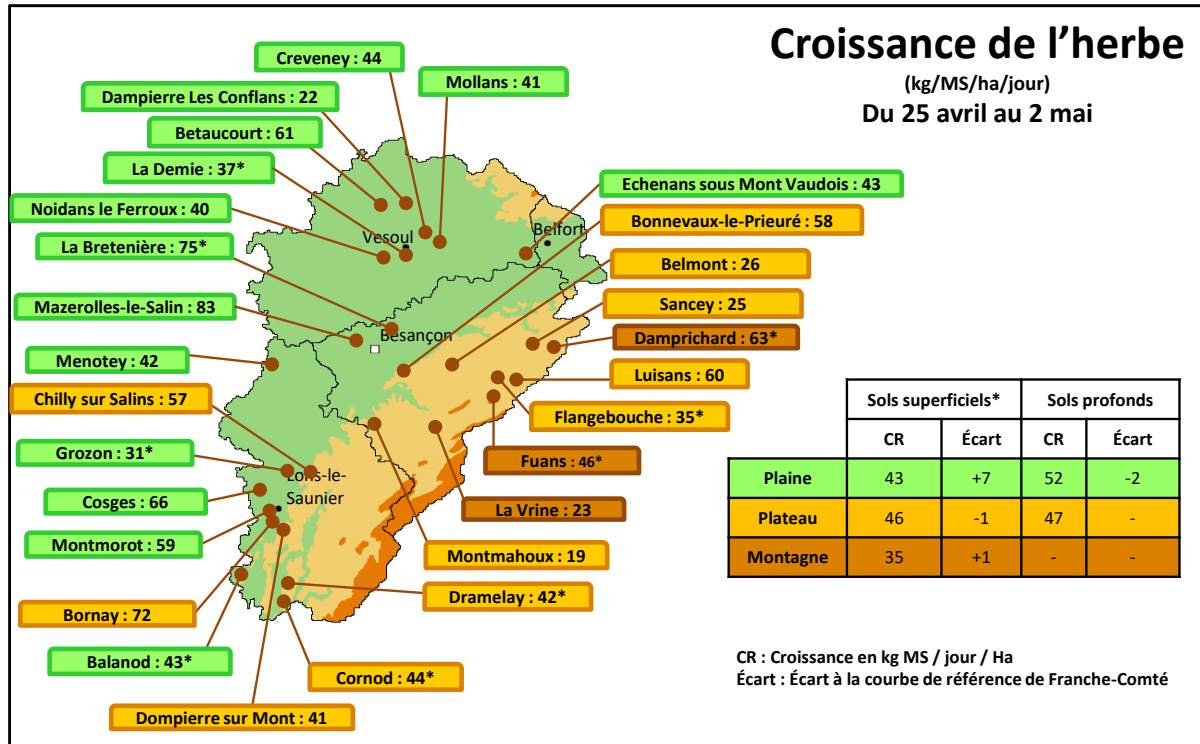 Croissance de l’herbe
(kg/MS/ha/jour)
Du 25 avril au 2 mai
Creveney : 44
Mollans : 41
Dampierre Les Conflans : 22
Betaucourt : 61
La Demie : 37*
Echenans sous Mont Vaudois : 43
Noidans le Ferroux : 40
Bonnevaux-le-Prieuré : 58
Vesoul
Belfort
La Bretenière : 75*
Belmont : 26
Mazerolles-le-Salin : 83
Sancey : 25
Besançon
Damprichard : 63*
Menotey : 42
Luisans : 60
Chilly sur Salins : 57
Flangebouche : 35*
Grozon : 31*
Fuans : 46*
Lons-le-
Saunier
Cosges : 66
La Vrine : 23
Montmorot : 59
Montmahoux : 19
Bornay : 72
Dramelay : 42*
Balanod : 43*
Cornod : 44*
Dompierre sur Mont : 41
Sols superficiels* Sols profonds
CR Écart CR Écart
Plaine 43 +7 52 -2
Plateau 46 -1 47 -
Montagne 35 +1 - -
CR : Croissance en kg MS / jour / Ha
Écart : Écart à la courbe de référence de Franche-Comté